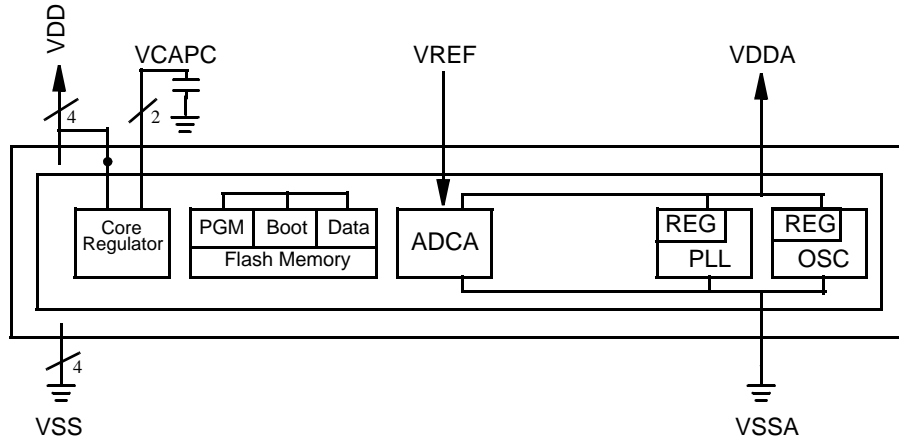 VDD
VCAPC
VREF
VDDA
4
2
Core
Regulator
PGM
Boot
Data
Flash Memory
ADCA
REG
PLL
REG
OSC
4
VSS
VSSA